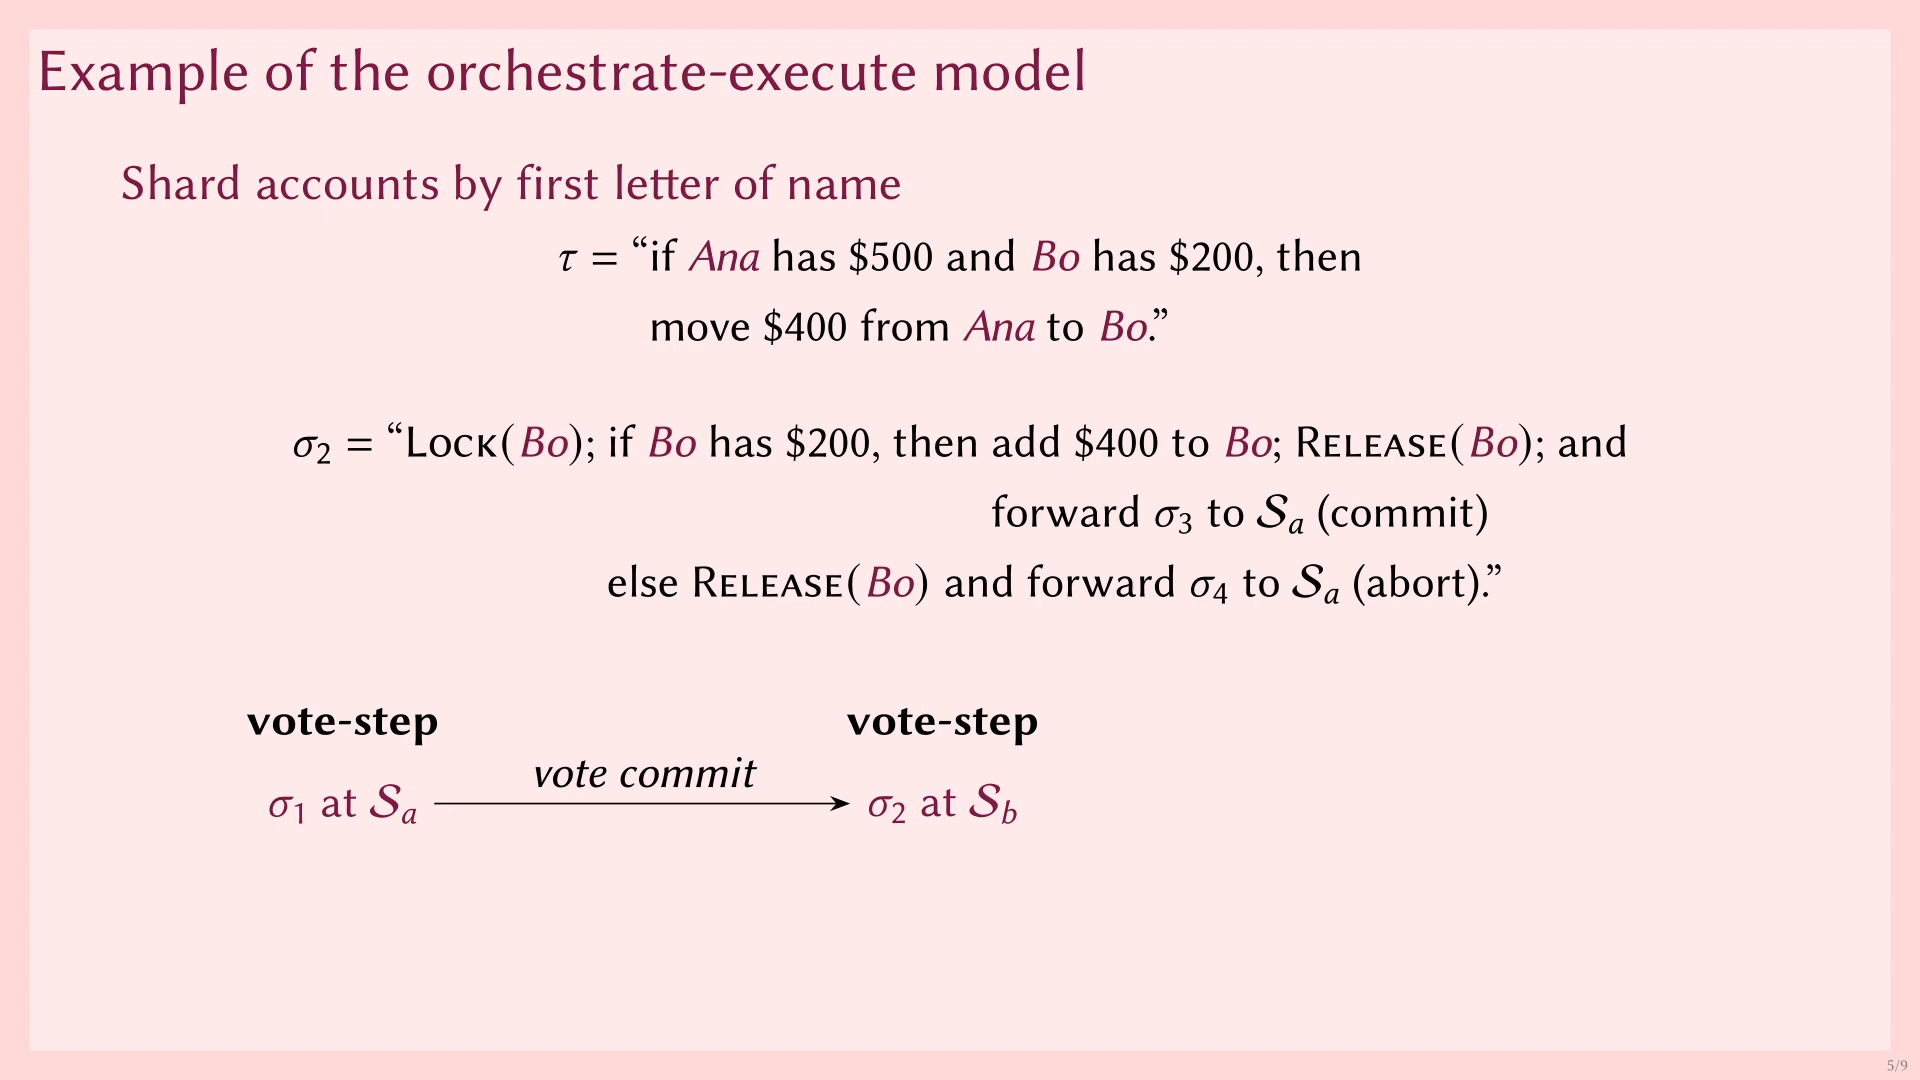 Example of the orchestrate-execute model
Shard accounts by first letter of name
τ = “if Ana has $500 and Bo has $200, then
move $400 from Ana to Bo.”
σ₂ = “Lock(Bo); if Bo has $200, then add $400 to Bo; Release(Bo); and
forward σ₃ to 𝒮ₐ (commit)
else Release(Bo) and forward σ₄ to 𝒮ₐ (abort).”
vote-step vote-step
vote commit
σ₁ at 𝒮ₐ σ₂ at 𝒮_b
5/9